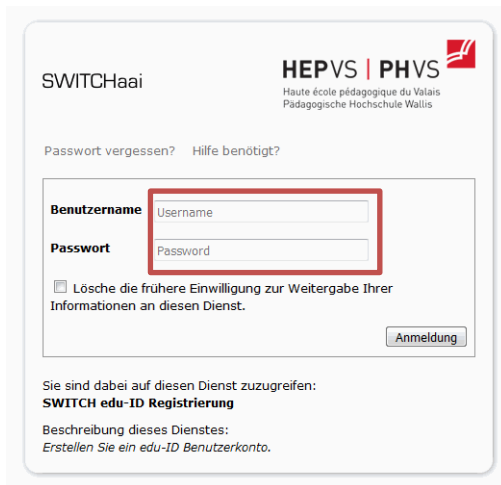 SWITCHaai
HEPVS | PHVS
Haute école pédagogique du Valais
Pädagogische Hochschule Wallis
Passwort vergessen? Hilfe benötigt?
Benutzername Username
Passwort Password
Lösche die frühere Einwilligung zur Weitergabe Ihrer
Informationen an diesen Dienst.
Anmeldung
Sie sind dabei auf diesen Dienst zuzugreifen:
SWITCH edu-ID Registrierung
Beschreibung dieses Dienstes:
Erstellen Sie ein edu-ID Benutzerkonto.